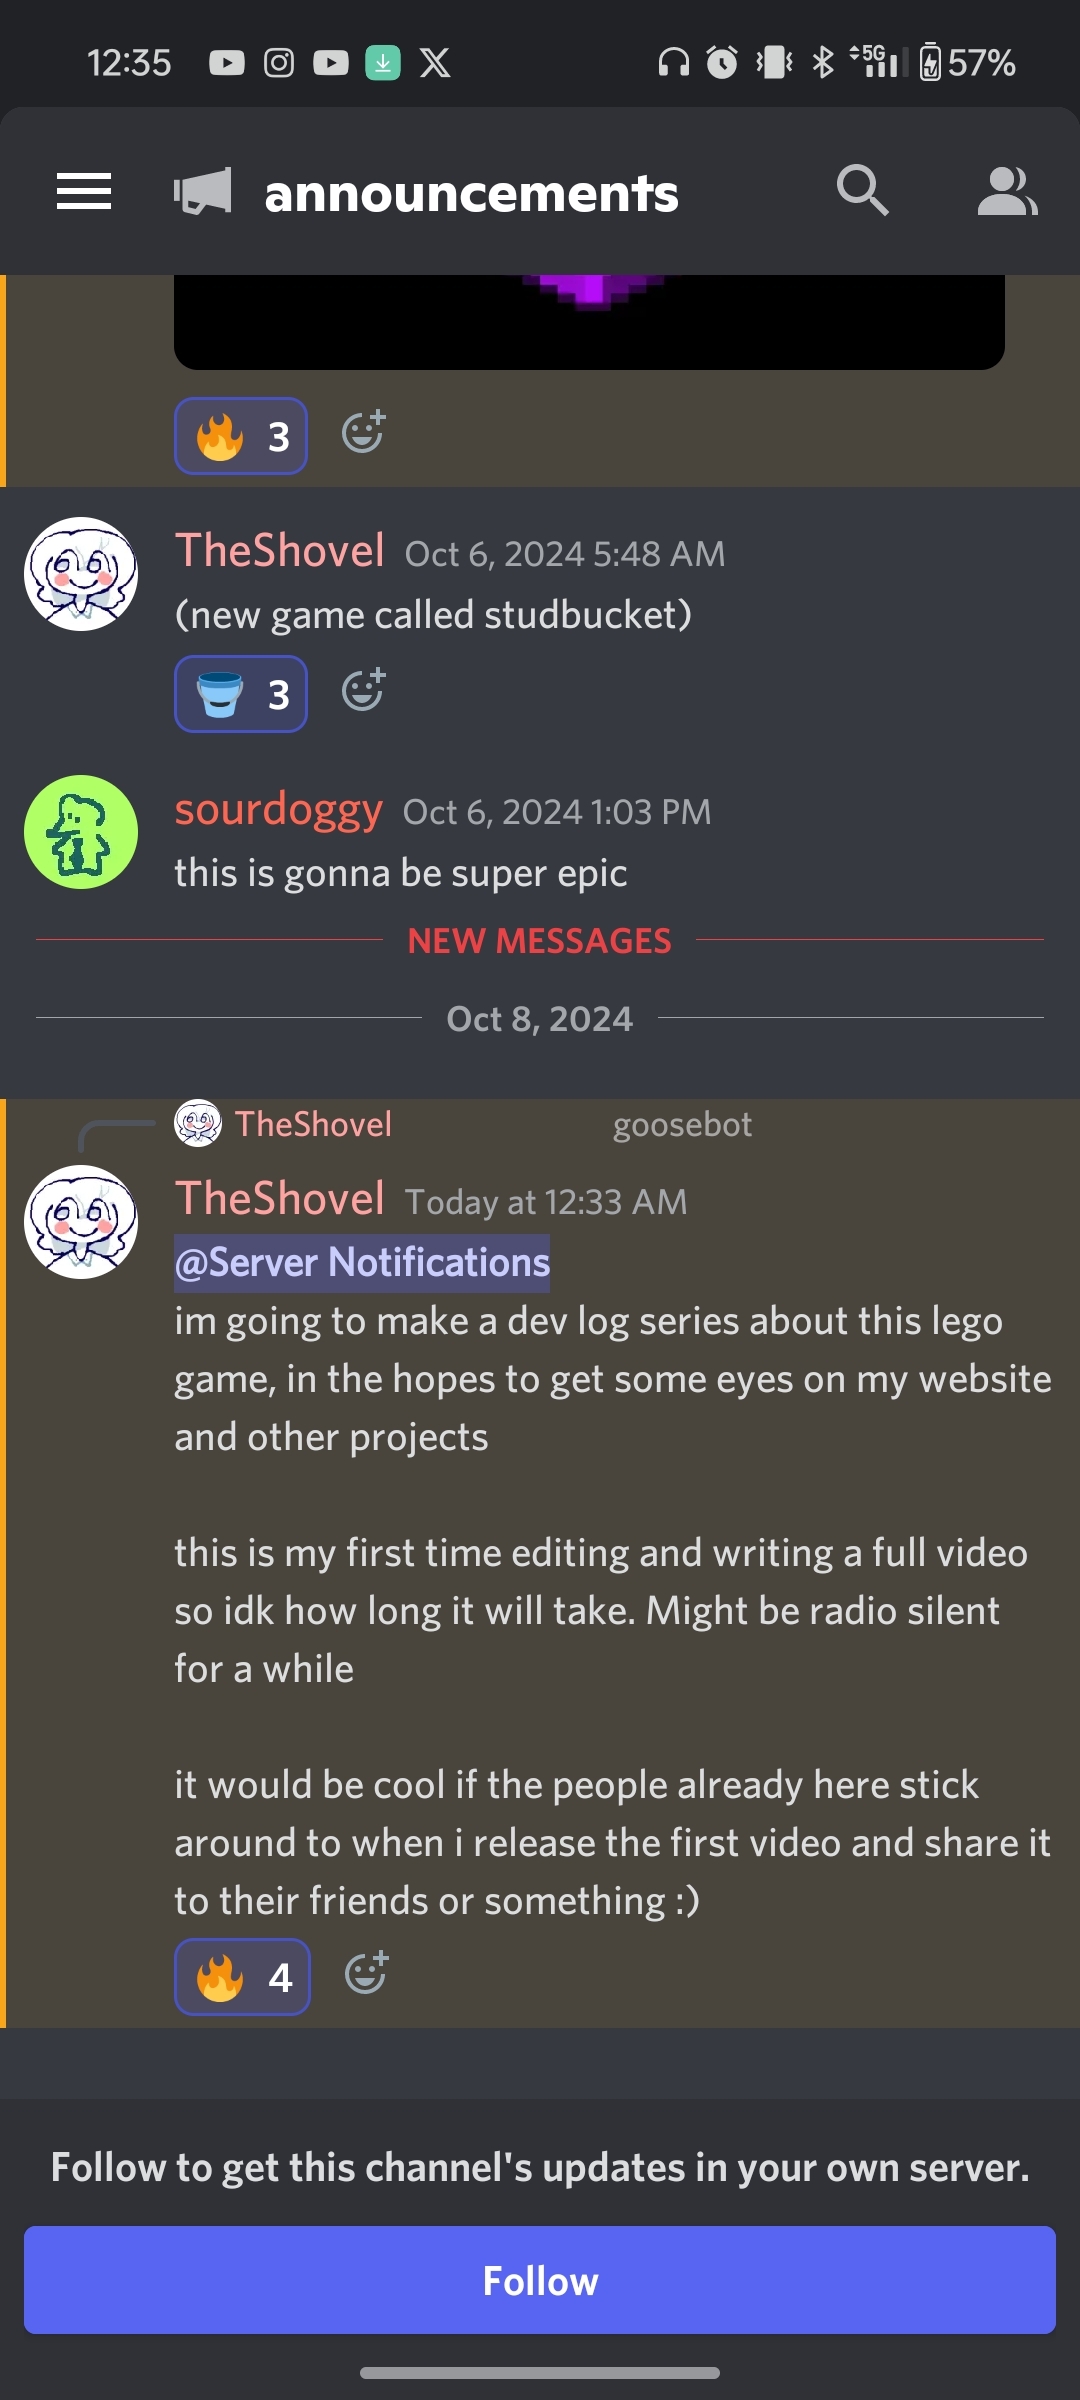 12:35
5G
57%
announcements
3
TheShovel Oct 6, 2024 5:48 AM
(new game called studbucket)
3
sourdoggy Oct 6, 2024 1:03 PM
this is gonna be super epic
NEW MESSAGES
Oct 8, 2024
TheShovel goosebot
TheShovel Today at 12:33 AM
@Server Notifications
im going to make a dev log series about this lego
game, in the hopes to get some eyes on my website
and other projects
this is my first time editing and writing a full video
so idk how long it will take. Might be radio silent
for a while
it would be cool if the people already here stick
around to when i release the first video and share it
to their friends or something :)
4
Follow to get this channel's updates in your own server.
Follow